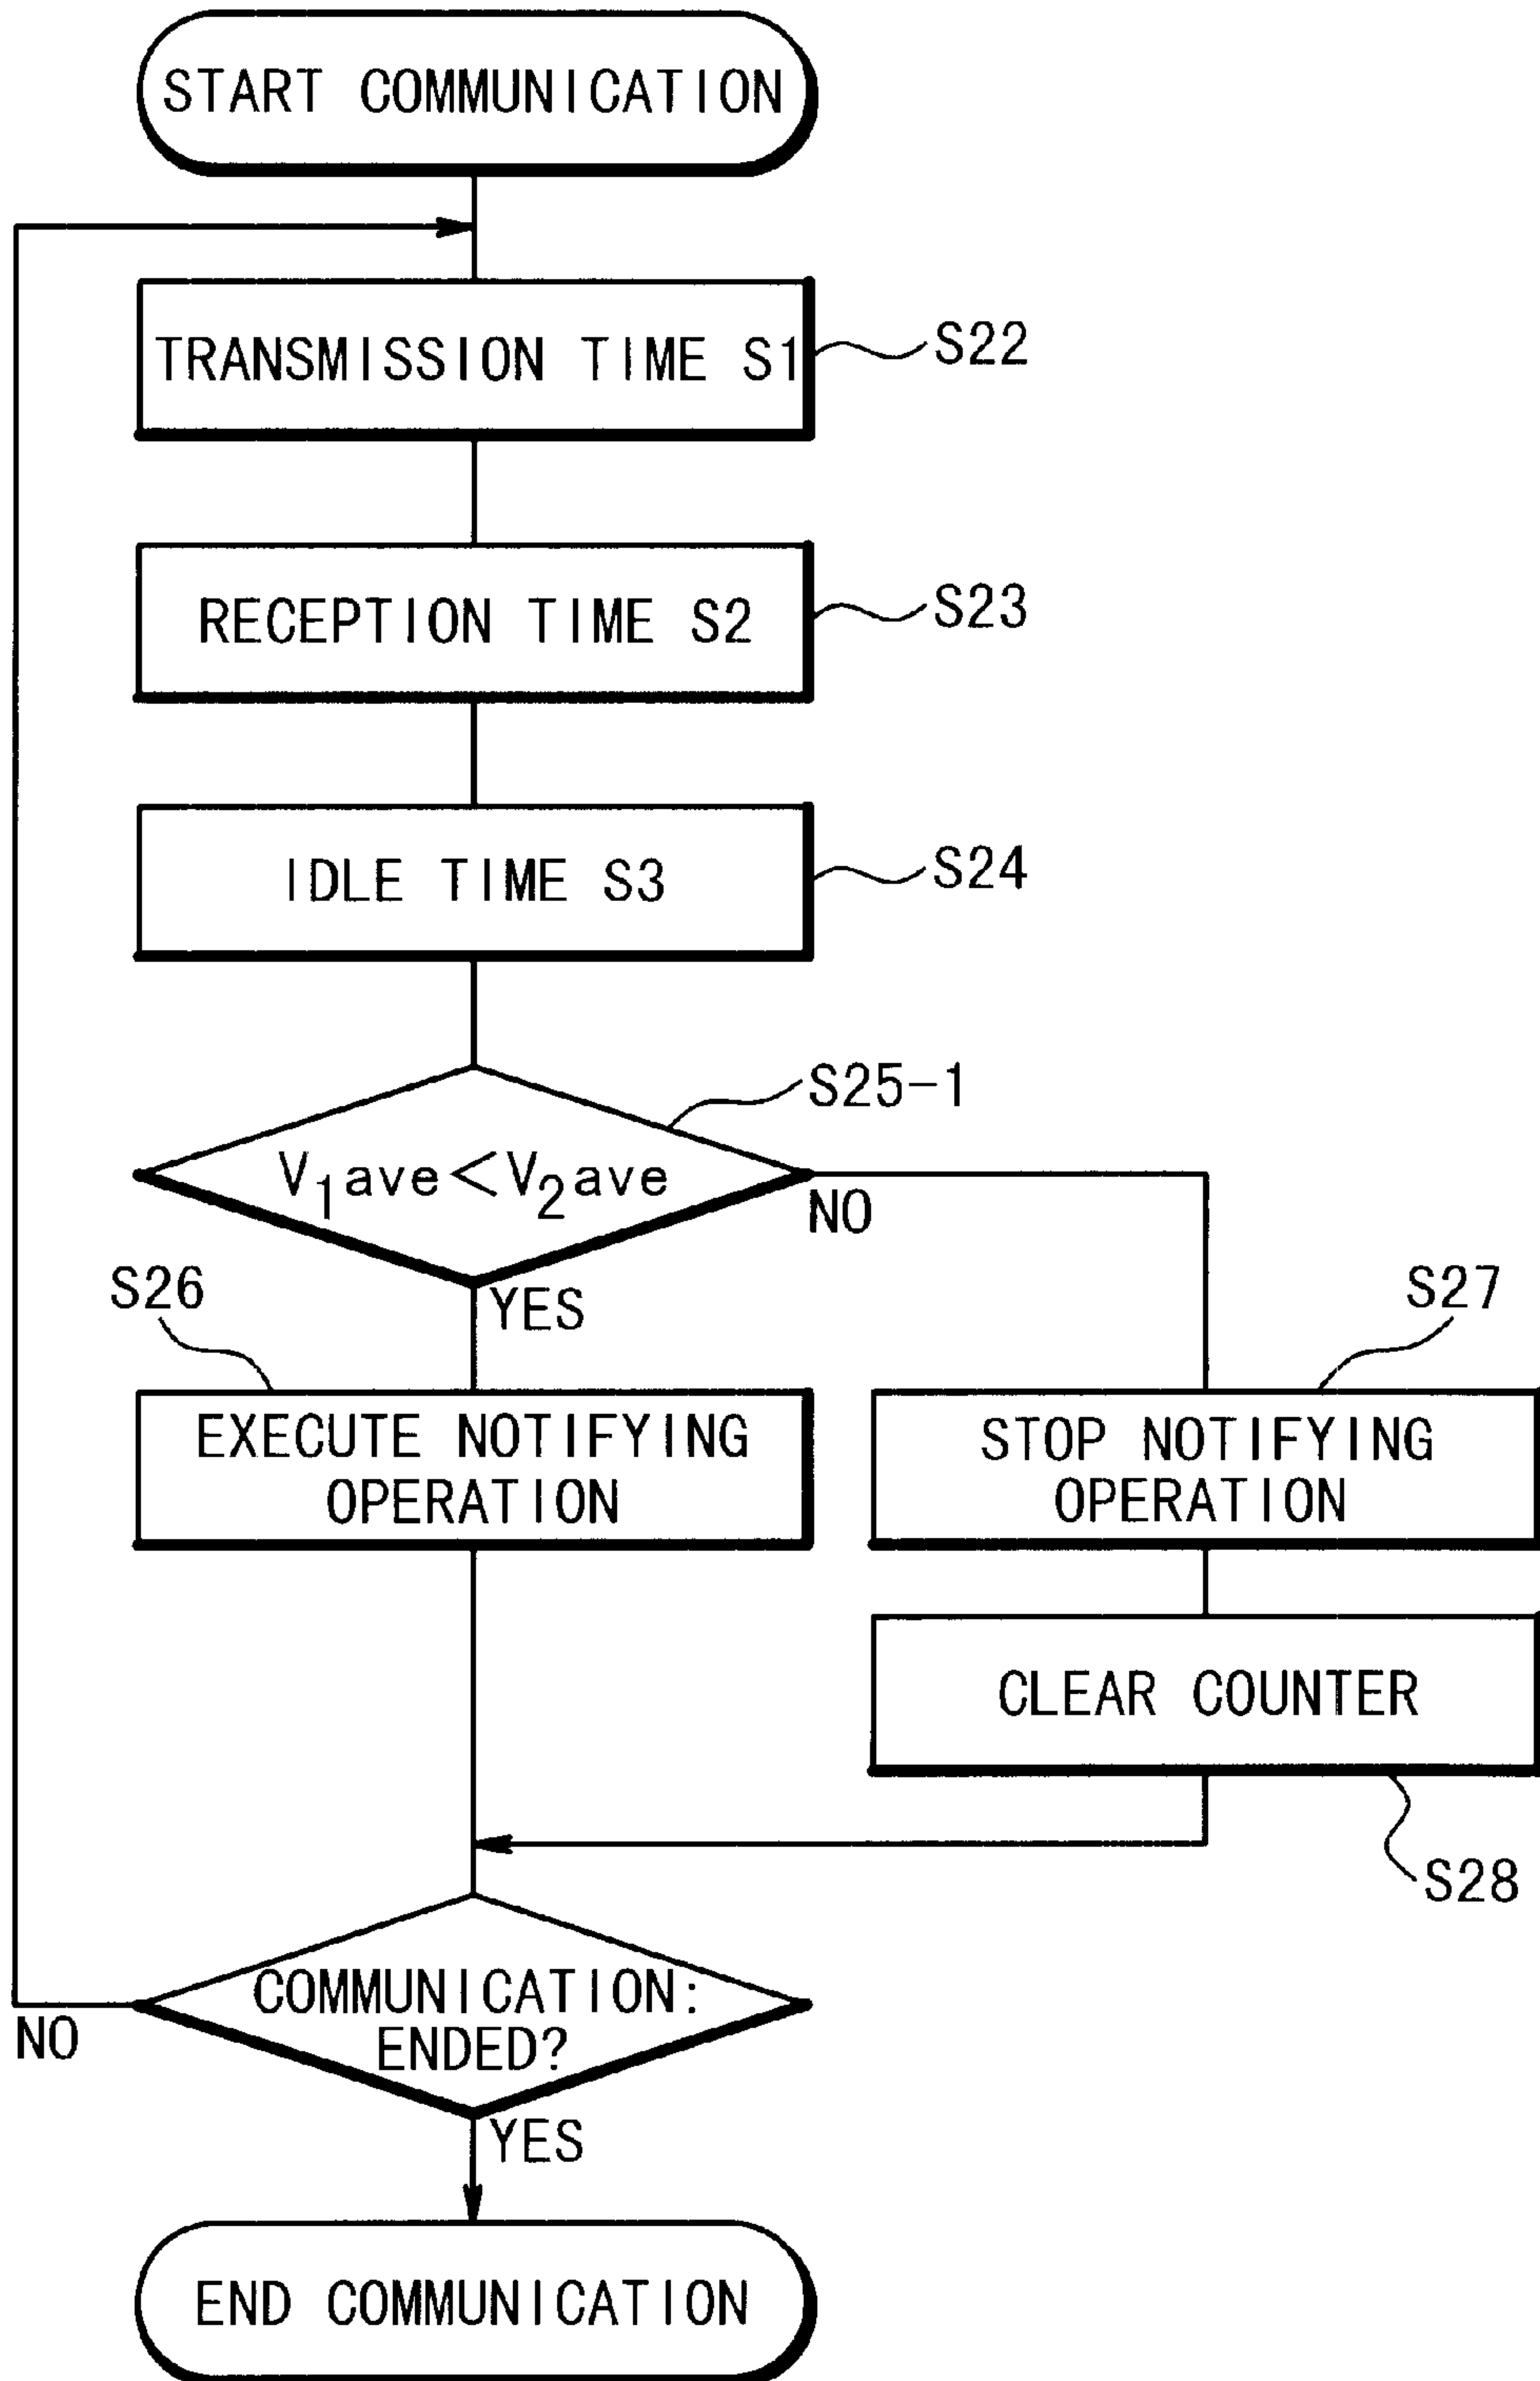 START COMMUNICATION
TRANSMISSION TIME S1
S22
RECEPTION TIME S2
S23
IDLE TIME S3
S24
S25-1
V₁ave<V₂ave
NO
YES
S26
EXECUTE NOTIFYING
OPERATION
S27
STOP NOTIFYING
OPERATION
CLEAR COUNTER
S28
COMMUNICATION:
ENDED?
NO
YES
END COMMUNICATION